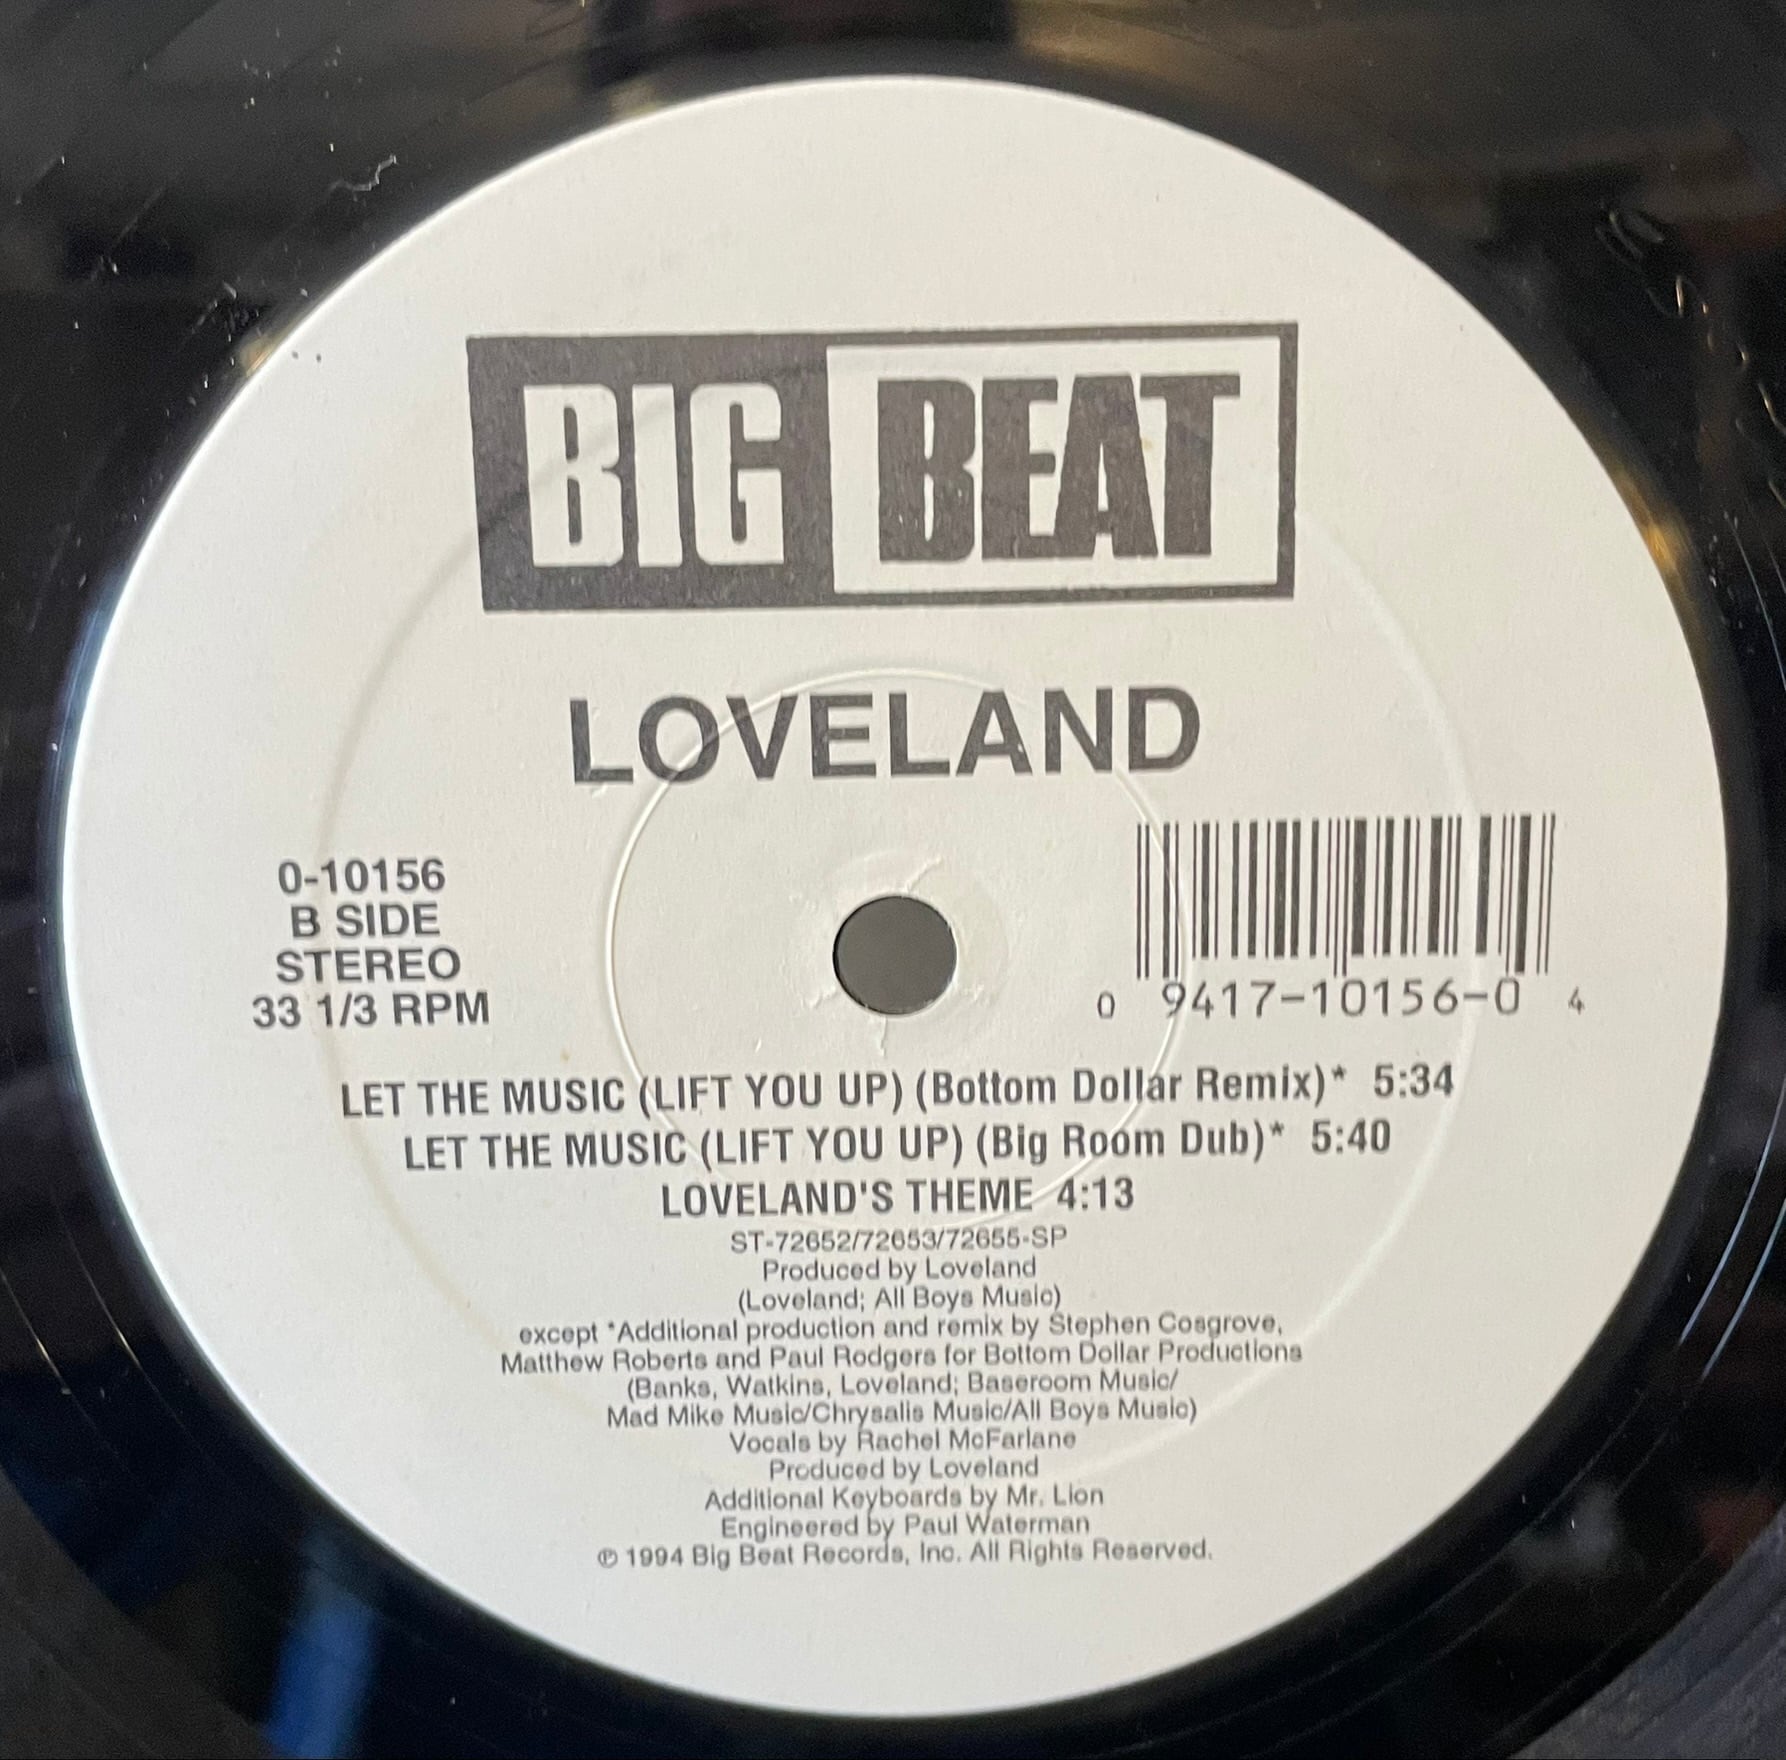 BIG BEAT
LOVELAND
0-10156
B SIDE
STEREO
33 1/3 RPM
0 9417-10156-0 4
LET THE MUSIC (LIFT YOU UP) (Bottom Dollar Remix)* 5:34
LET THE MUSIC (LIFT YOU UP) (Big Room Dub)* 5:40
LOVELAND'S THEME 4:13
ST-72652/72653/72655-SP
Produced by Loveland
(Loveland; All Boys Music)
except *Additional production and remix by Stephen Cosgrove,
Matthew Roberts and Paul Rodgers for Bottom Dollar Productions
(Banks, Watkins, Loveland; Baseroom Music/
Mad Mike Music/Chrysalis Music/All Boys Music)
Vocals by Rachel McFarlane
Produced by Loveland
Additional Keyboards by Mr. Lion
Engineered by Paul Waterman
℗ 1994 Big Beat Records, Inc. All Rights Reserved.